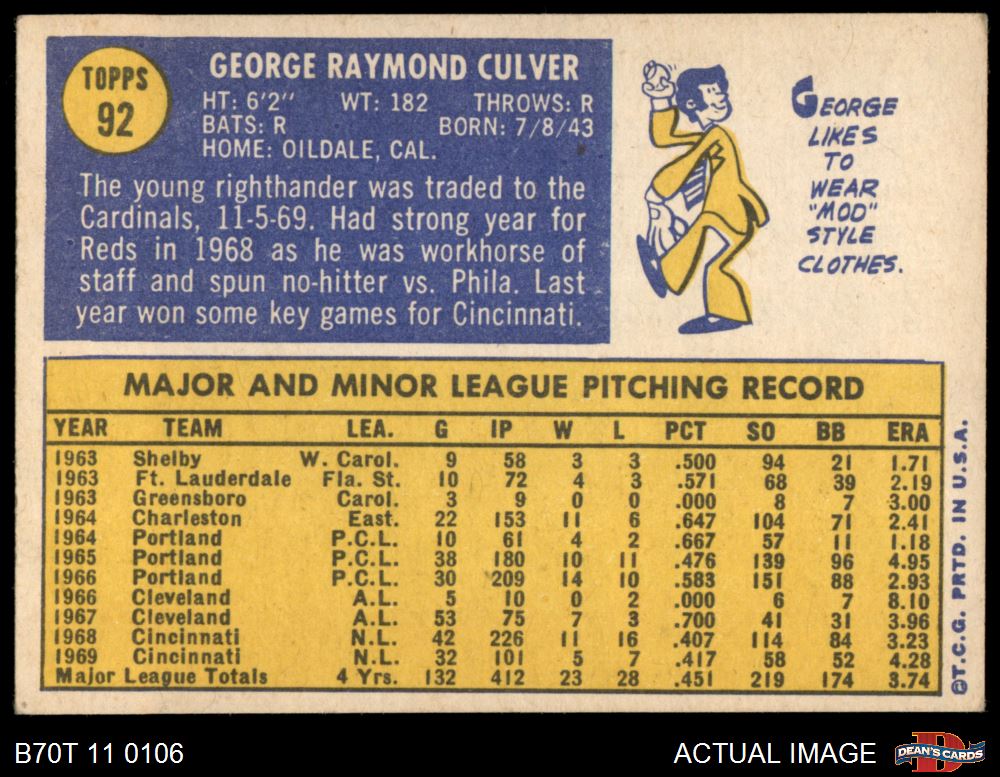 TOPPS
92
GEORGE RAYMOND CULVER
HT: 6'2" WT: 182 THROWS: R
BATS: R BORN: 7/8/43
HOME: OILDALE, CAL.
The young righthander was traded to the
Cardinals, 11-5-69. Had strong year for
Reds in 1968 as he was workhorse of
staff and spun no-hitter vs. Phila. Last
year won some key games for Cincinnati.
GEORGE
LIKES
TO
WEAR
"MOD"
STYLE
CLOTHES.
MAJOR AND MINOR LEAGUE PITCHING RECORD
YEAR TEAM LEA. G IP W L PCT SO BB ERA
1963 Shelby W. Carol. 9 58 3 3 .500 94 21 1.71
1963 Ft. Lauderdale Fla. St. 10 72 4 3 .571 68 39 2.19
1963 Greensboro Carol. 3 9 0 0 .000 8 7 3.00
1964 Charleston East. 22 153 11 6 .647 104 71 2.41
1964 Portland P.C.L. 10 61 4 2 .667 57 11 1.18
1965 Portland P.C.L. 38 180 10 11 .476 139 96 4.95
1966 Portland P.C.L. 30 209 14 10 .583 151 88 2.93
1966 Cleveland A.L. 5 10 0 2 .000 6 7 8.10
1967 Cleveland A.L. 53 75 7 3 .700 41 31 3.96
1968 Cincinnati N.L. 42 226 11 16 .407 114 84 3.23
1969 Cincinnati N.L. 32 101 5 7 .417 58 52 4.28
Major League Totals 4 Yrs. 132 412 23 28 .451 219 174 3.74
©T.C.G. PRTD. IN U.S.A.
B70T 11 0106
ACTUAL IMAGE
D
DEAN'S CARDS